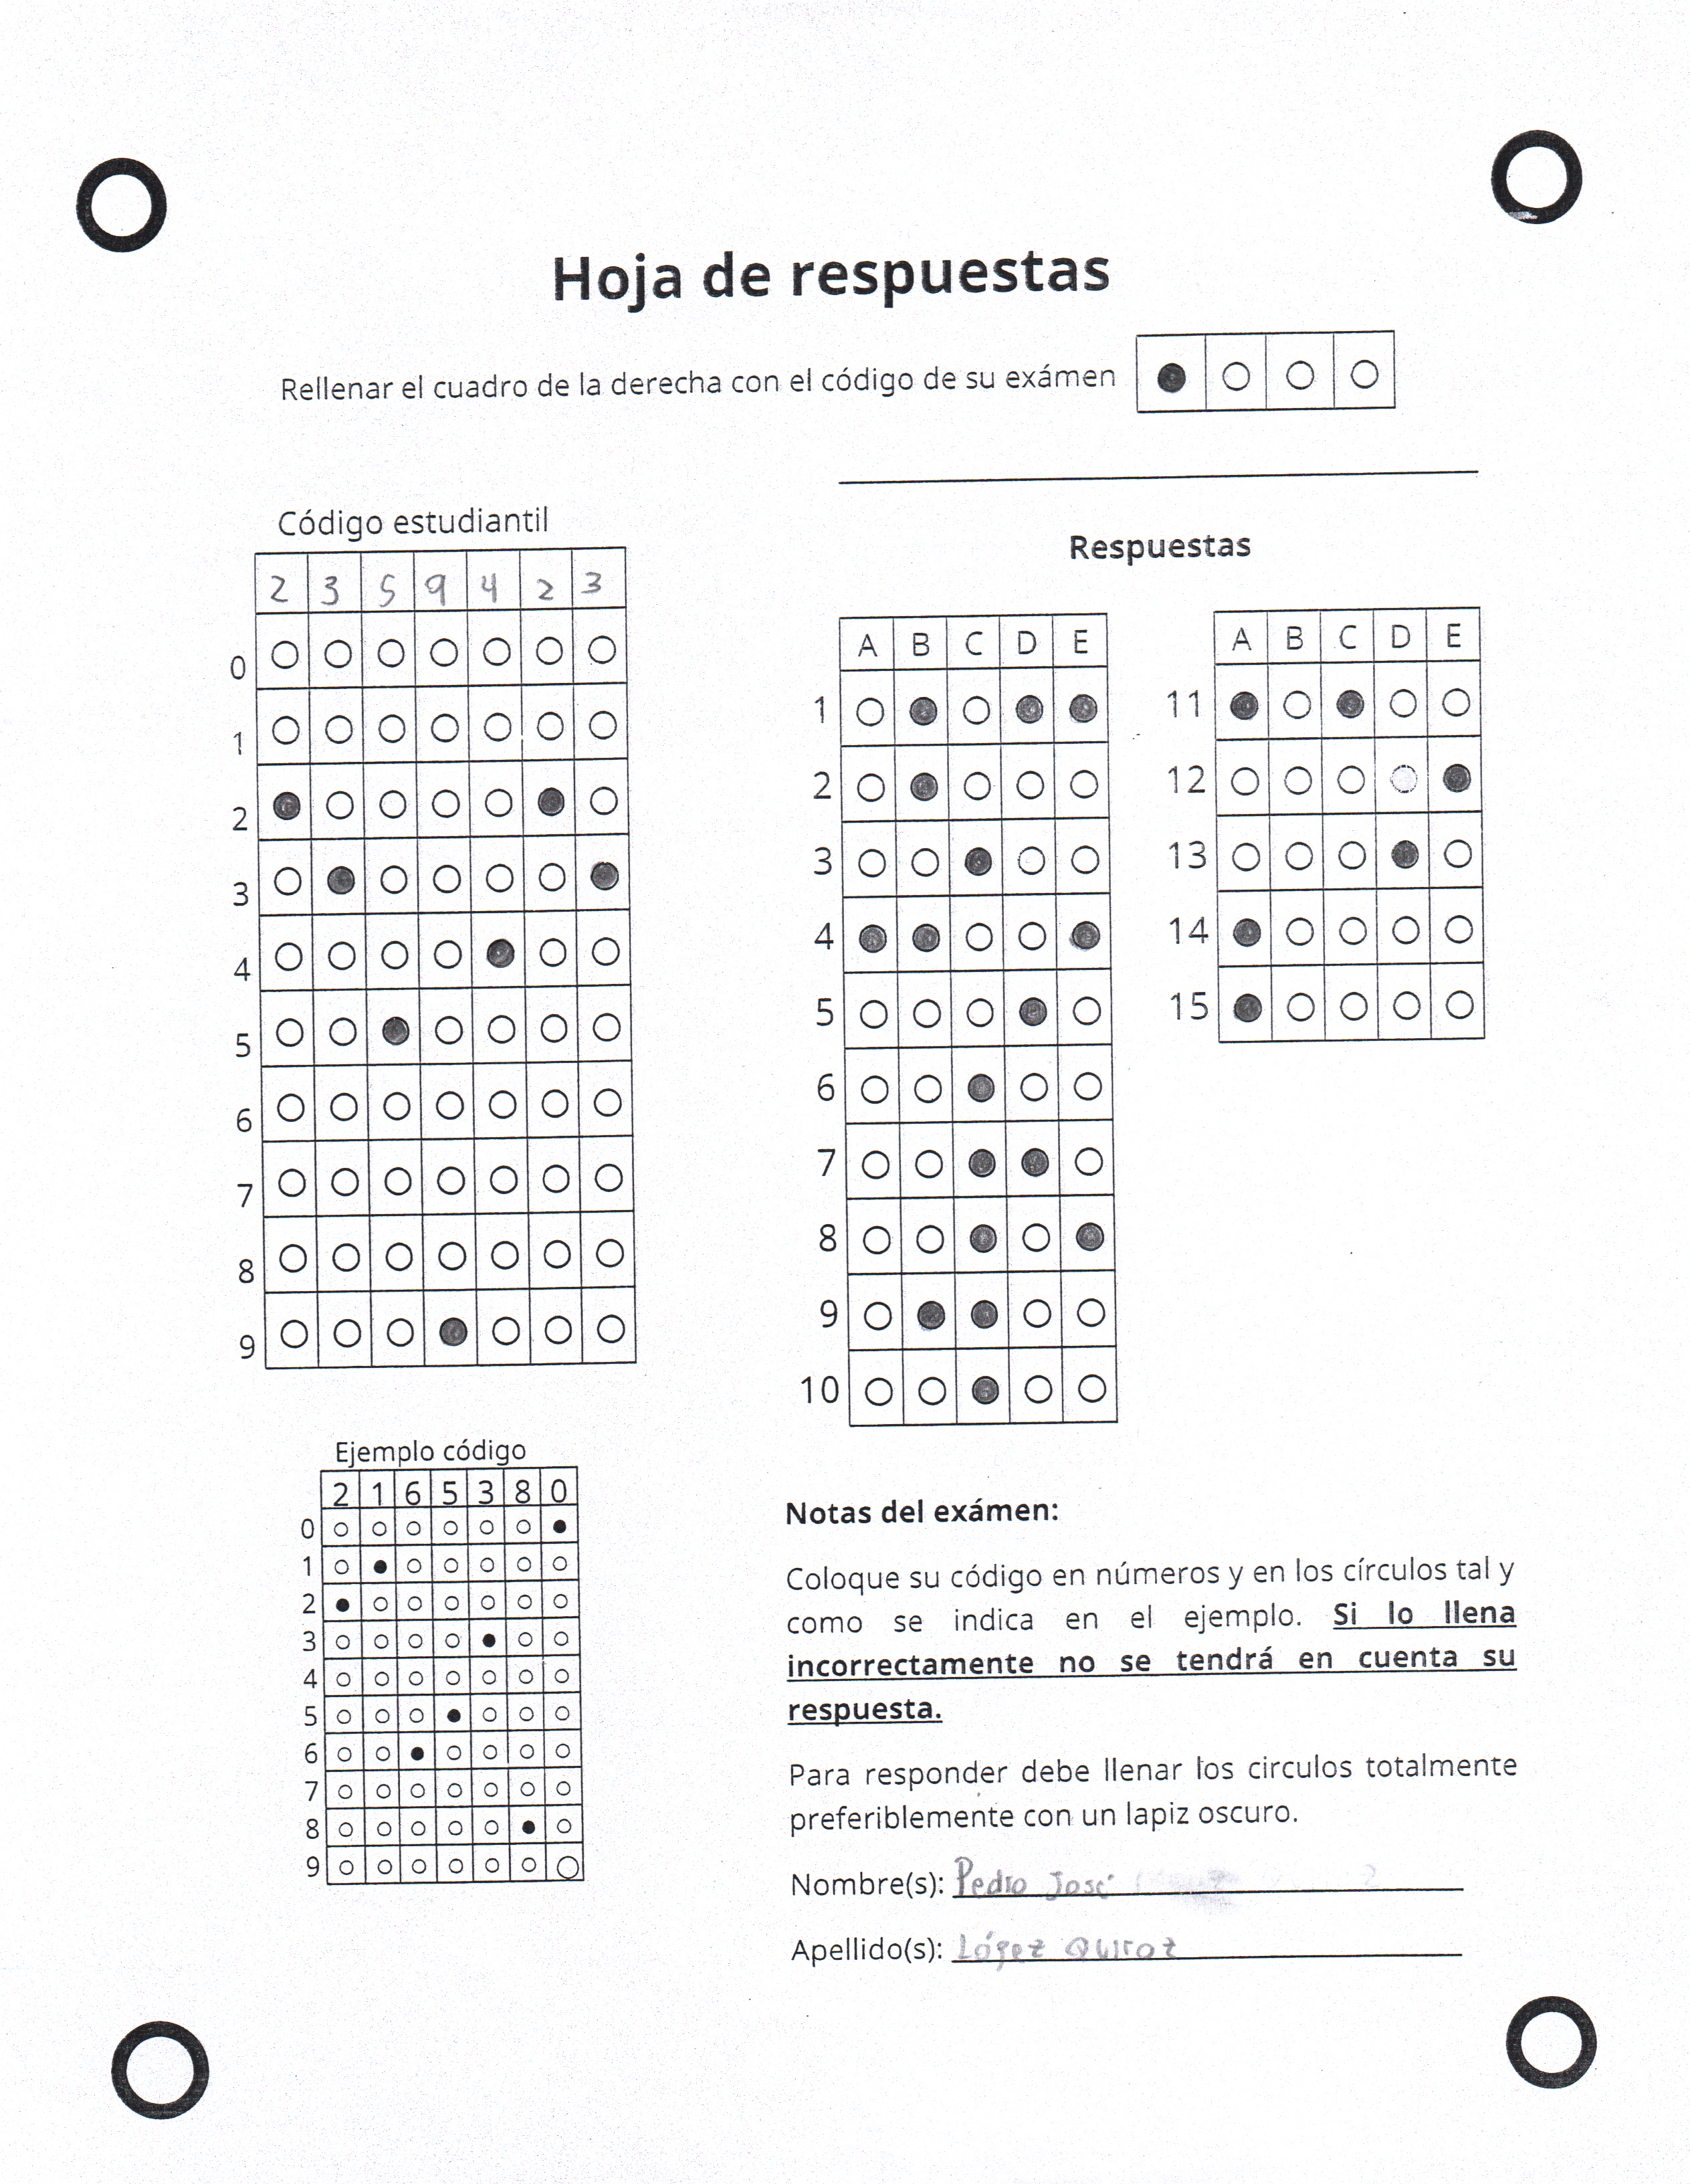 Hoja de respuestas
Rellenar el cuadro de la derecha con el código de su exámen
Código estudiantil
2 3 5 9 4 2 3
0
1
2
3
4
5
6
7
8
9
Ejemplo código
2 1 6 5 3 8 0
0
1
2
3
4
5
6
7
8
9
Respuestas
A B C D E
1
2
3
4
5
6
7
8
9
10
A B C D E
11
12
13
14
15
Notas del exámen:
Coloque su código en números y en los círculos tal y
como se indica en el ejemplo. Si lo llena
incorrectamente no se tendrá en cuenta su
respuesta.
Para responder debe llenar los circulos totalmente
preferiblemente con un lapiz oscuro.
Nombre(s): Pedro José
Apellido(s): López Quiroz